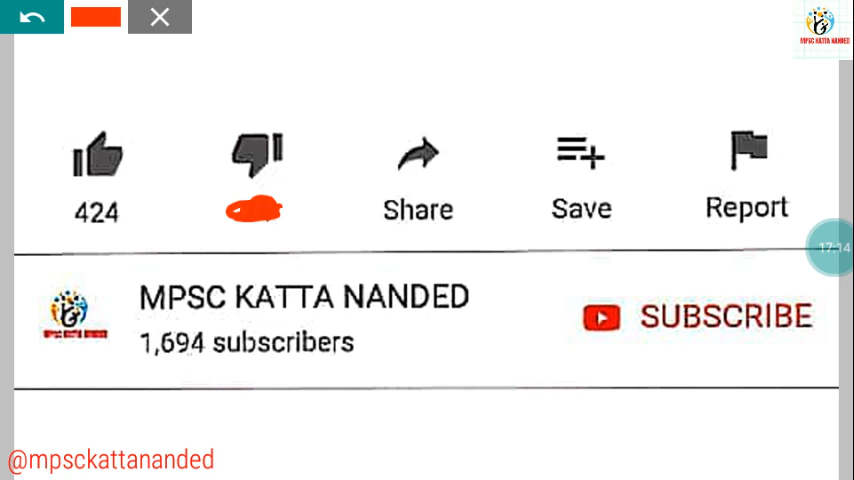 MPSC KATTA NANDED
424
Share
Save
Report
17:14
MPSC KATTA NANDED
1,694 subscribers
SUBSCRIBE
@mpsckattananded